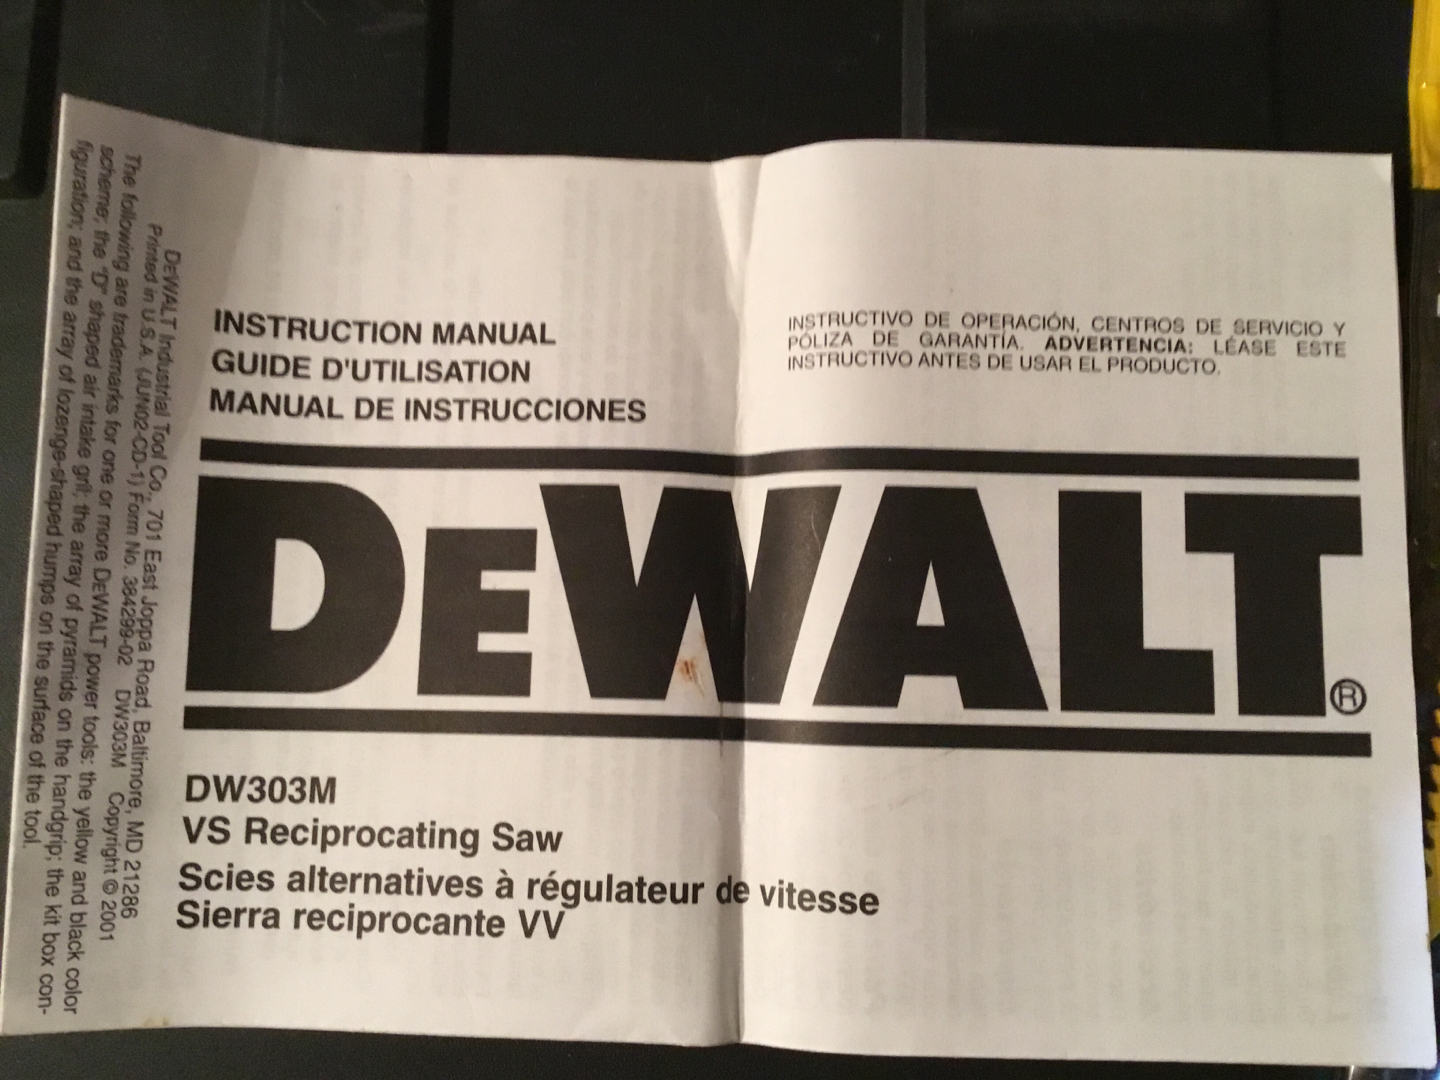 INSTRUCTION MANUAL
GUIDE D'UTILISATION
MANUAL DE INSTRUCCIONES
INSTRUCTIVO DE OPERACIÓN, CENTROS DE SERVICIO Y
PÓLIZA DE GARANTÍA. ADVERTENCIA: LÉASE ESTE
INSTRUCTIVO ANTES DE USAR EL PRODUCTO.
DEWALT®
DW303M
VS Reciprocating Saw
Scies alternatives à régulateur de vitesse
Sierra reciprocante VV
DEWALT Industrial Tool Co., 701 East Joppa Road, Baltimore, MD 21286
Printed in U.S.A. (JUN02-CD-1) Form No. 384299-02 DW303M Copyright © 2001
The following are trademarks for one or more DEWALT power tools: the yellow and black color
scheme; the "D" shaped air intake grill; the array of pyramids on the handgrip; the kit box con-
figuration; and the array of lozenge-shaped humps on the surface of the tool.